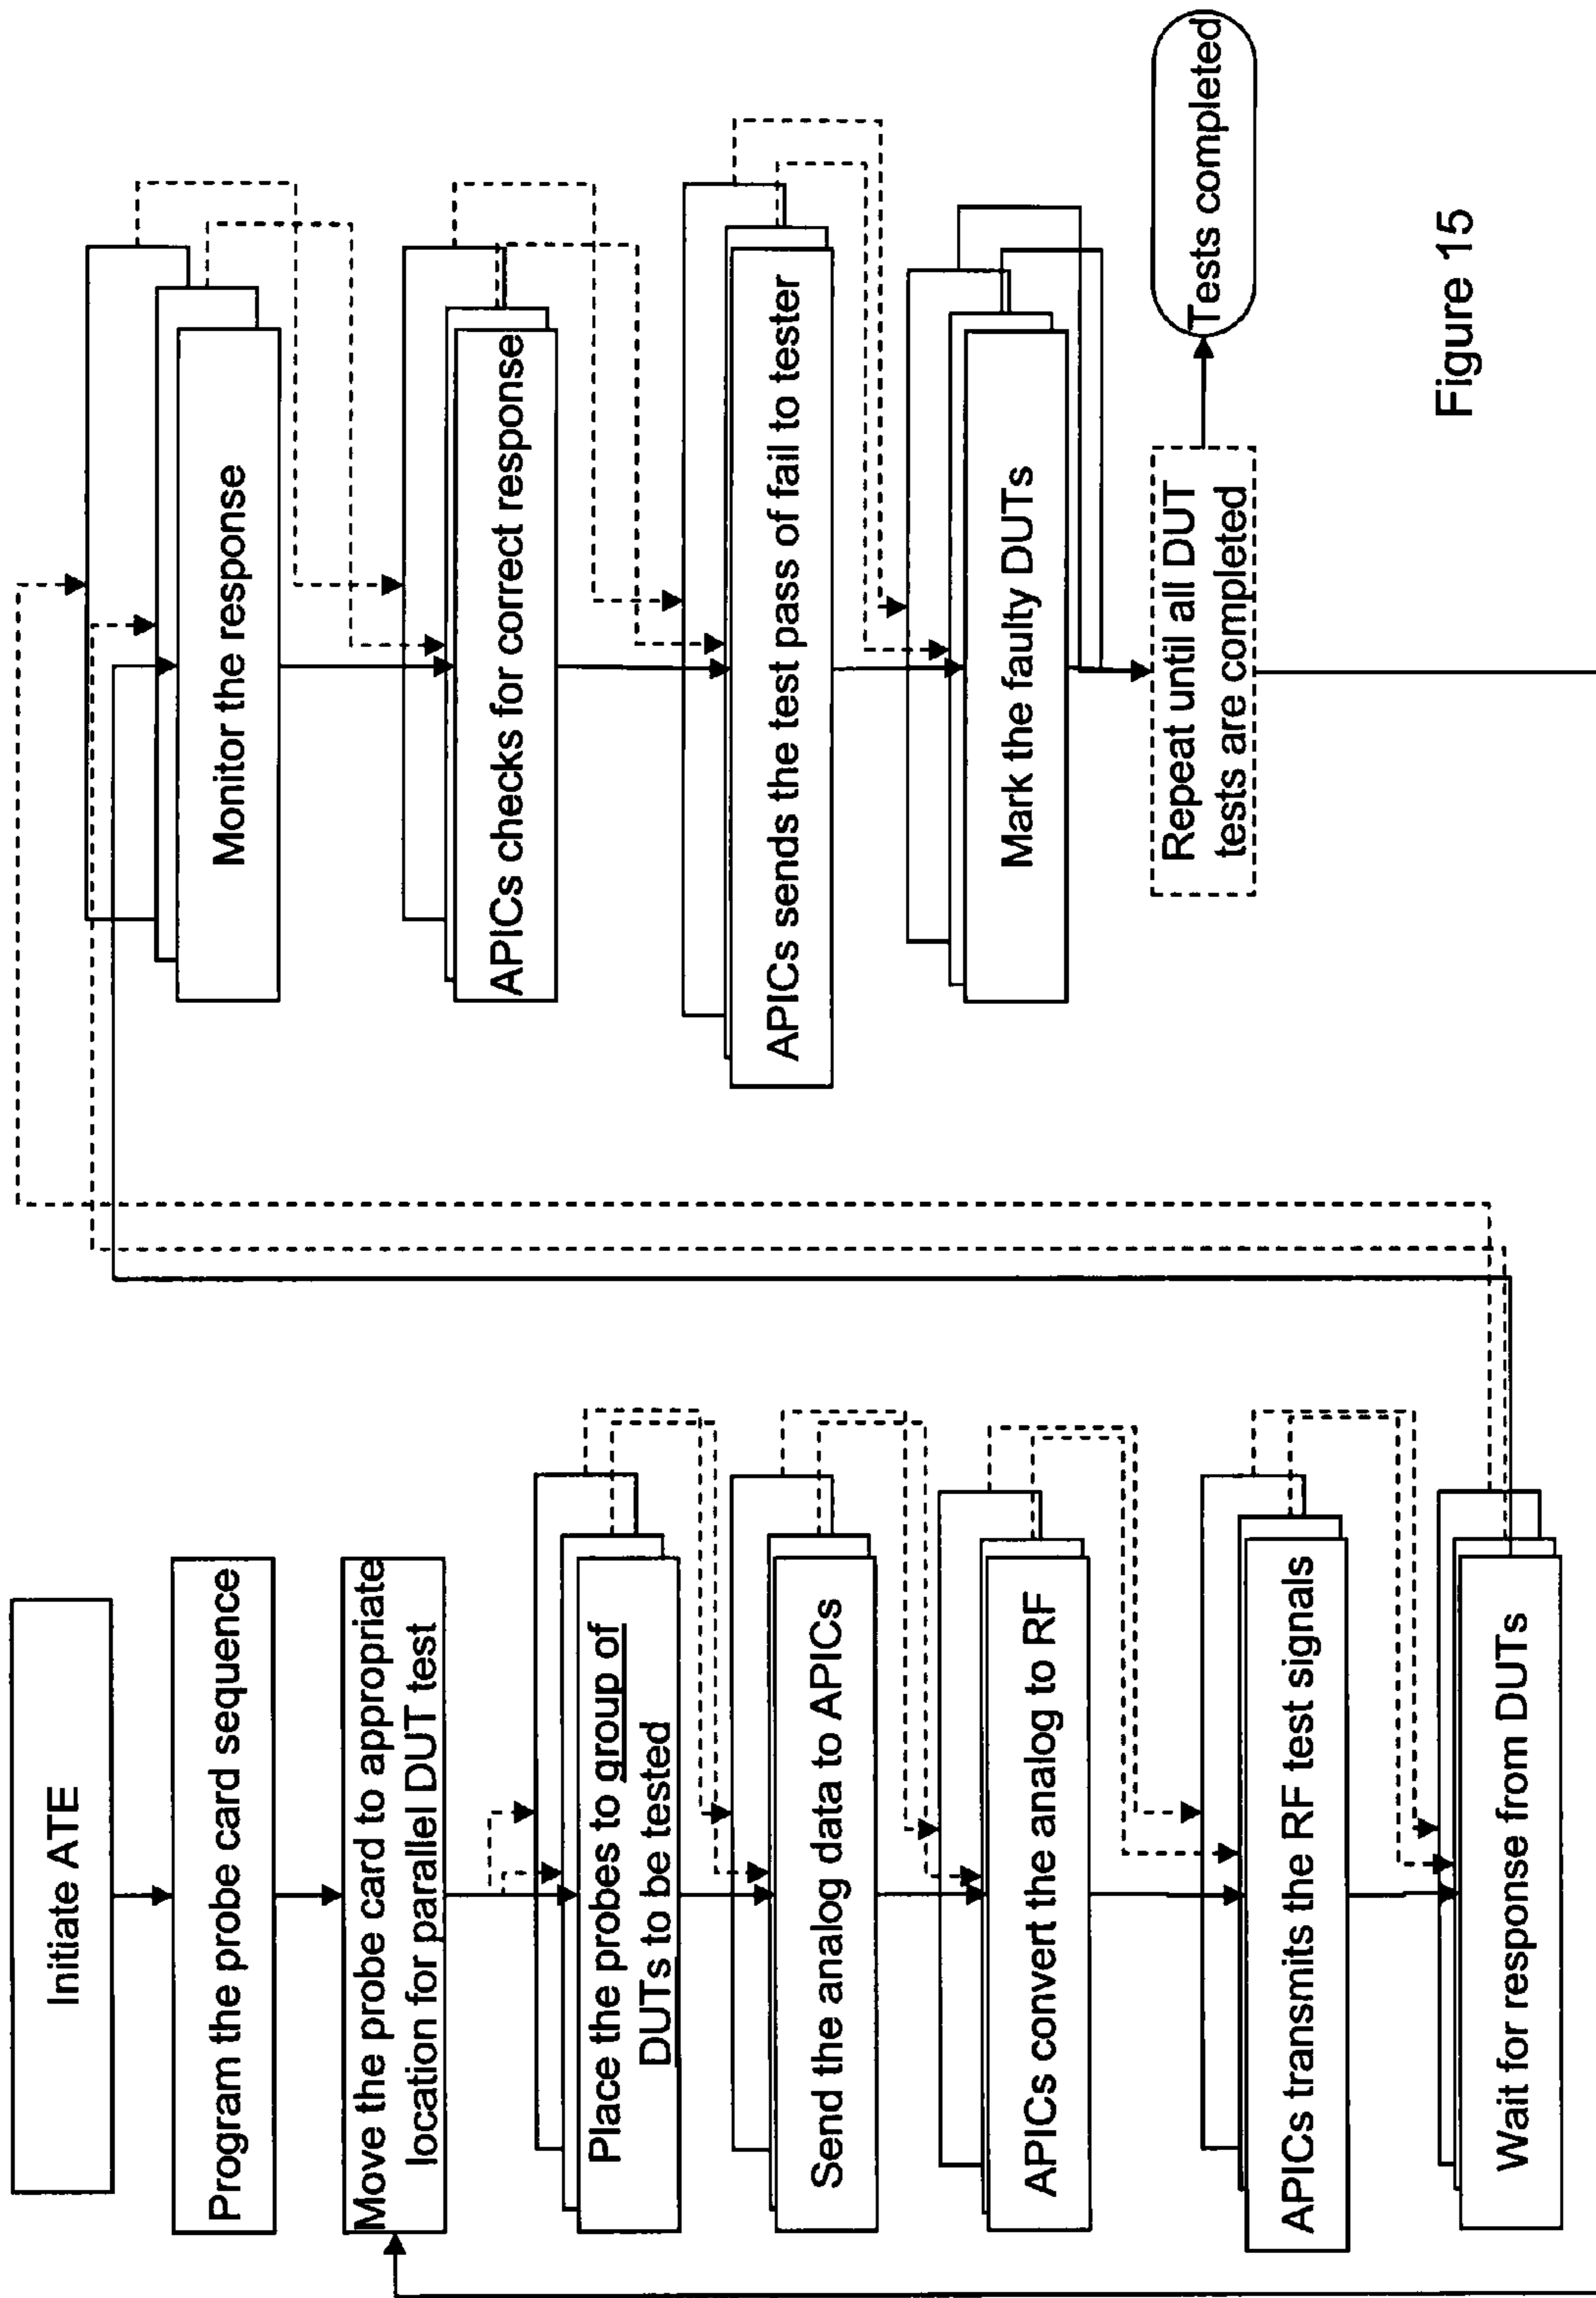 Initiate ATE
Program the probe card sequence
Move the probe card to appropriate
location for parallel DUT test
Place the probes to group of
DUTs to be tested
Send the analog data to APICs
APICs convert the analog to RF
APICs transmits the RF test signals
Wait for response from DUTs
Monitor the response
APICs checks for correct response
APICs sends the test pass of fail to tester
Mark the faulty DUTs
Repeat until all DUT
tests are completed
Tests completed
Figure 15